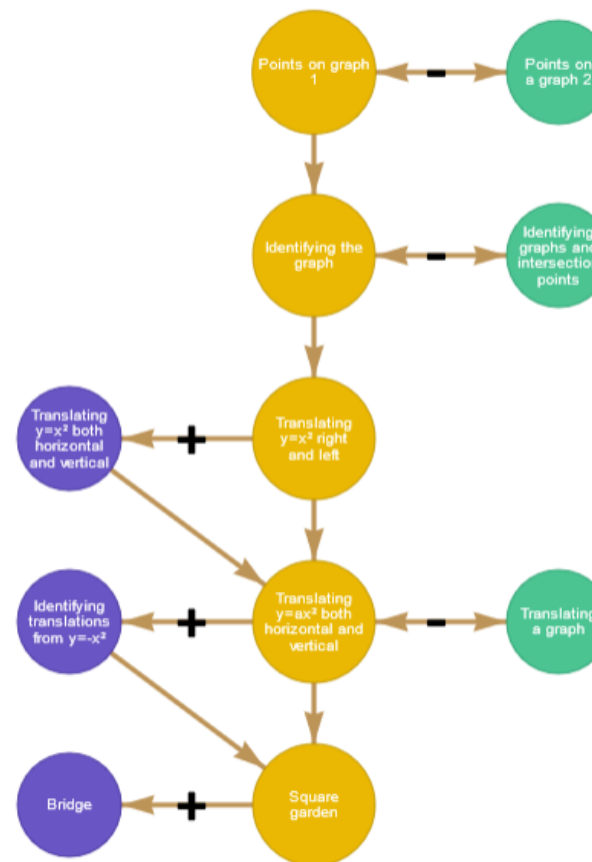 Points on graph
1
Points on
a graph 2
Identifying the
graph
Identifying
graphs and
intersection
points
Translating
y=x² both
horizontal
and vertical
Translating
y=x² right
and left
Identifying
translations
from y=-x²
Translating
y=ax² both
horizontal and
vertical
Translating
a graph
Bridge
Square
garden